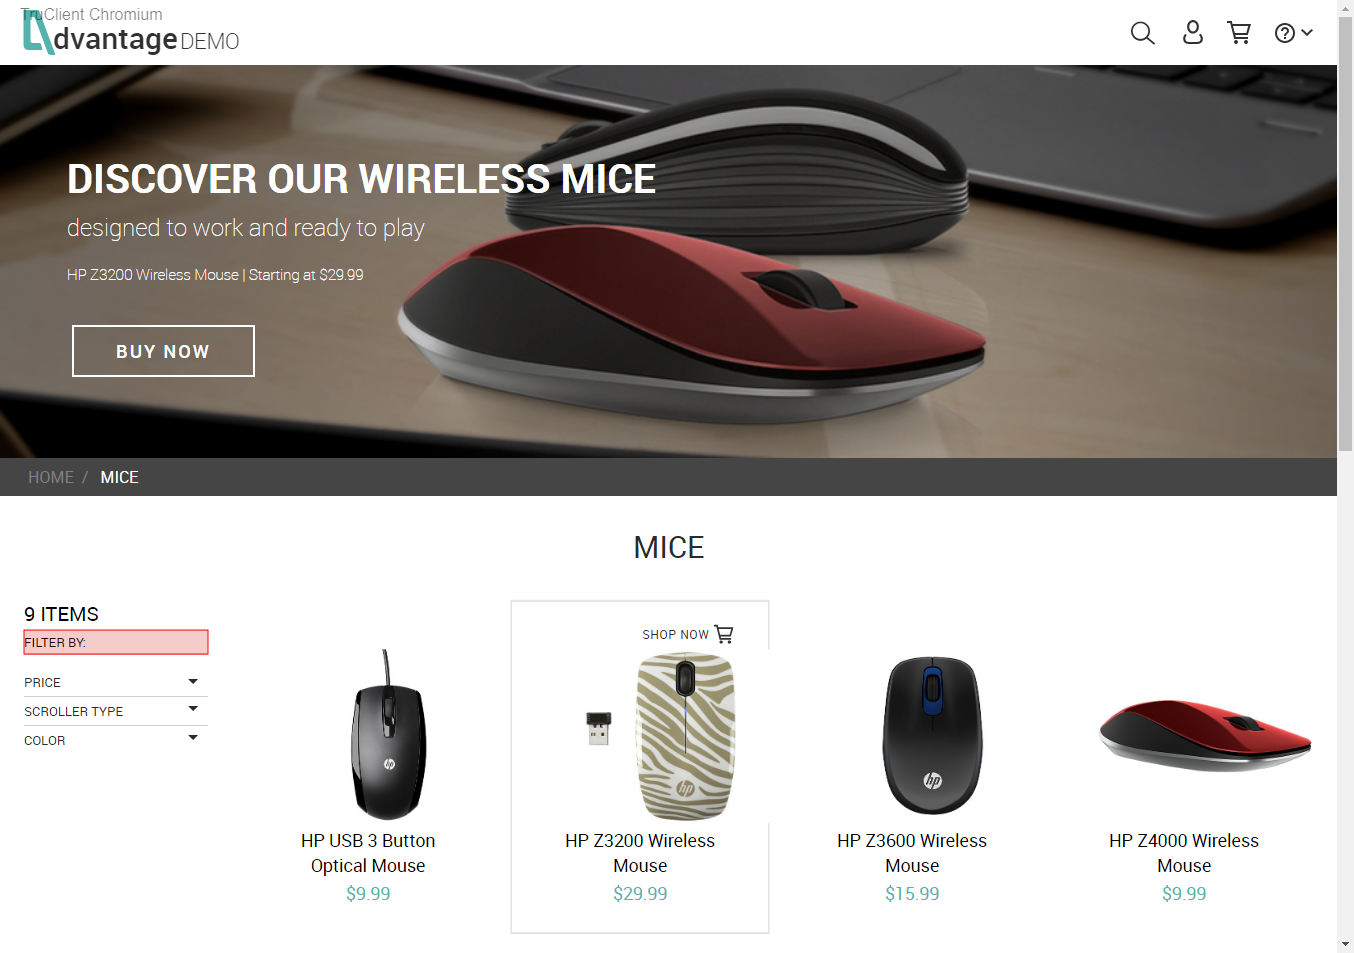 TruClient Chromium
dvantage DEMO
DISCOVER OUR WIRELESS MICE
designed to work and ready to play
HP Z3200 Wireless Mouse | Starting at $29.99
BUY NOW
HOME / MICE
MICE
9 ITEMS
FILTER BY:
PRICE
SCROLLER TYPE
COLOR
HP USB 3 Button
Optical Mouse
$9.99
SHOP NOW
hp
HP Z3200 Wireless
Mouse
$29.99
hp
HP Z3600 Wireless
Mouse
$15.99
HP Z4000 Wireless
Mouse
$9.99